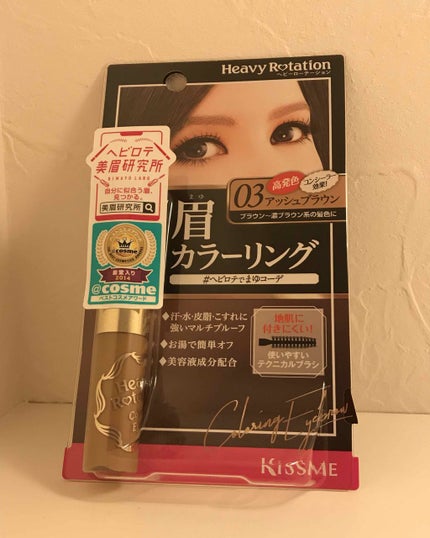 Heavy Rotation
ヘビーローテーション
ヘビロテ
美眉研究所
BIMAYU LABO
自分に似合う眉、
見つかる。
美眉研究所
高発色
コンシーラー
効果!
03 アッシュブラウン
ブラウン〜濃ブラウン系の髪色に
まゆ
眉
カラーリング
#ヘビロテでまゆコーデ
@cosme
殿堂入り
2014
@cosme
ベストコスメアワード
◆汗・水・皮脂・こすれに
強いマルチプルーフ
◆お湯で簡単オフ
◆美容液成分配合
地肌に
付きにくい!
使いやすい
テクニカルブラシ
Heavy
Rotat
Coloring Eyebrow
KISSME